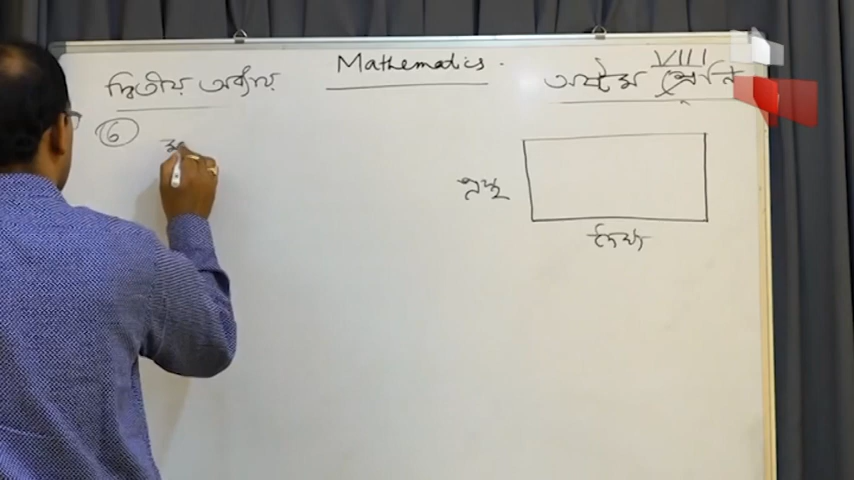 Mathematics.
VIII
দ্বিতীয় অধ্যায়
অষ্টম শ্রেনি
6
প্রস্থ
দৈর্ঘ্য